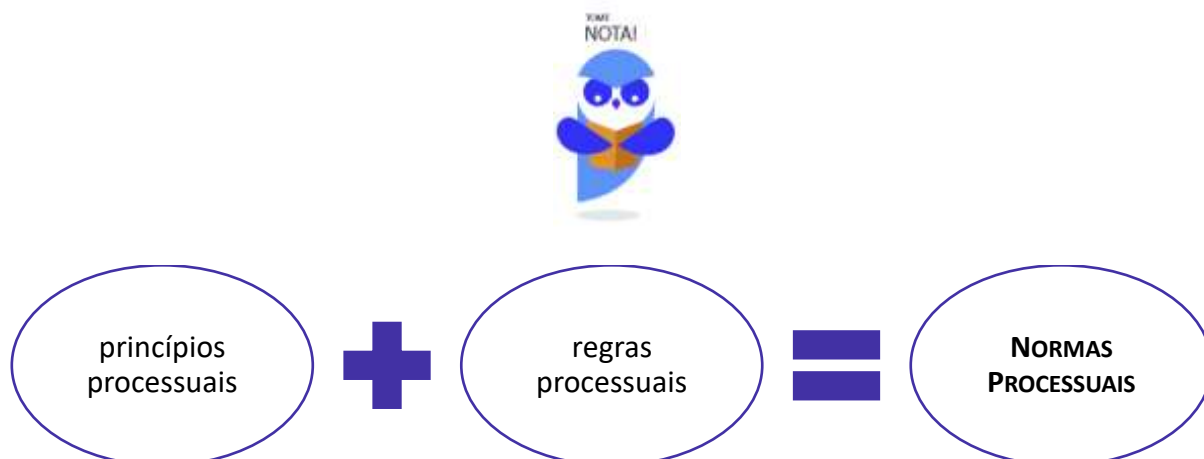 TOME
NOTA!
princípios
processuais
regras
processuais
NORMAS
PROCESSUAIS